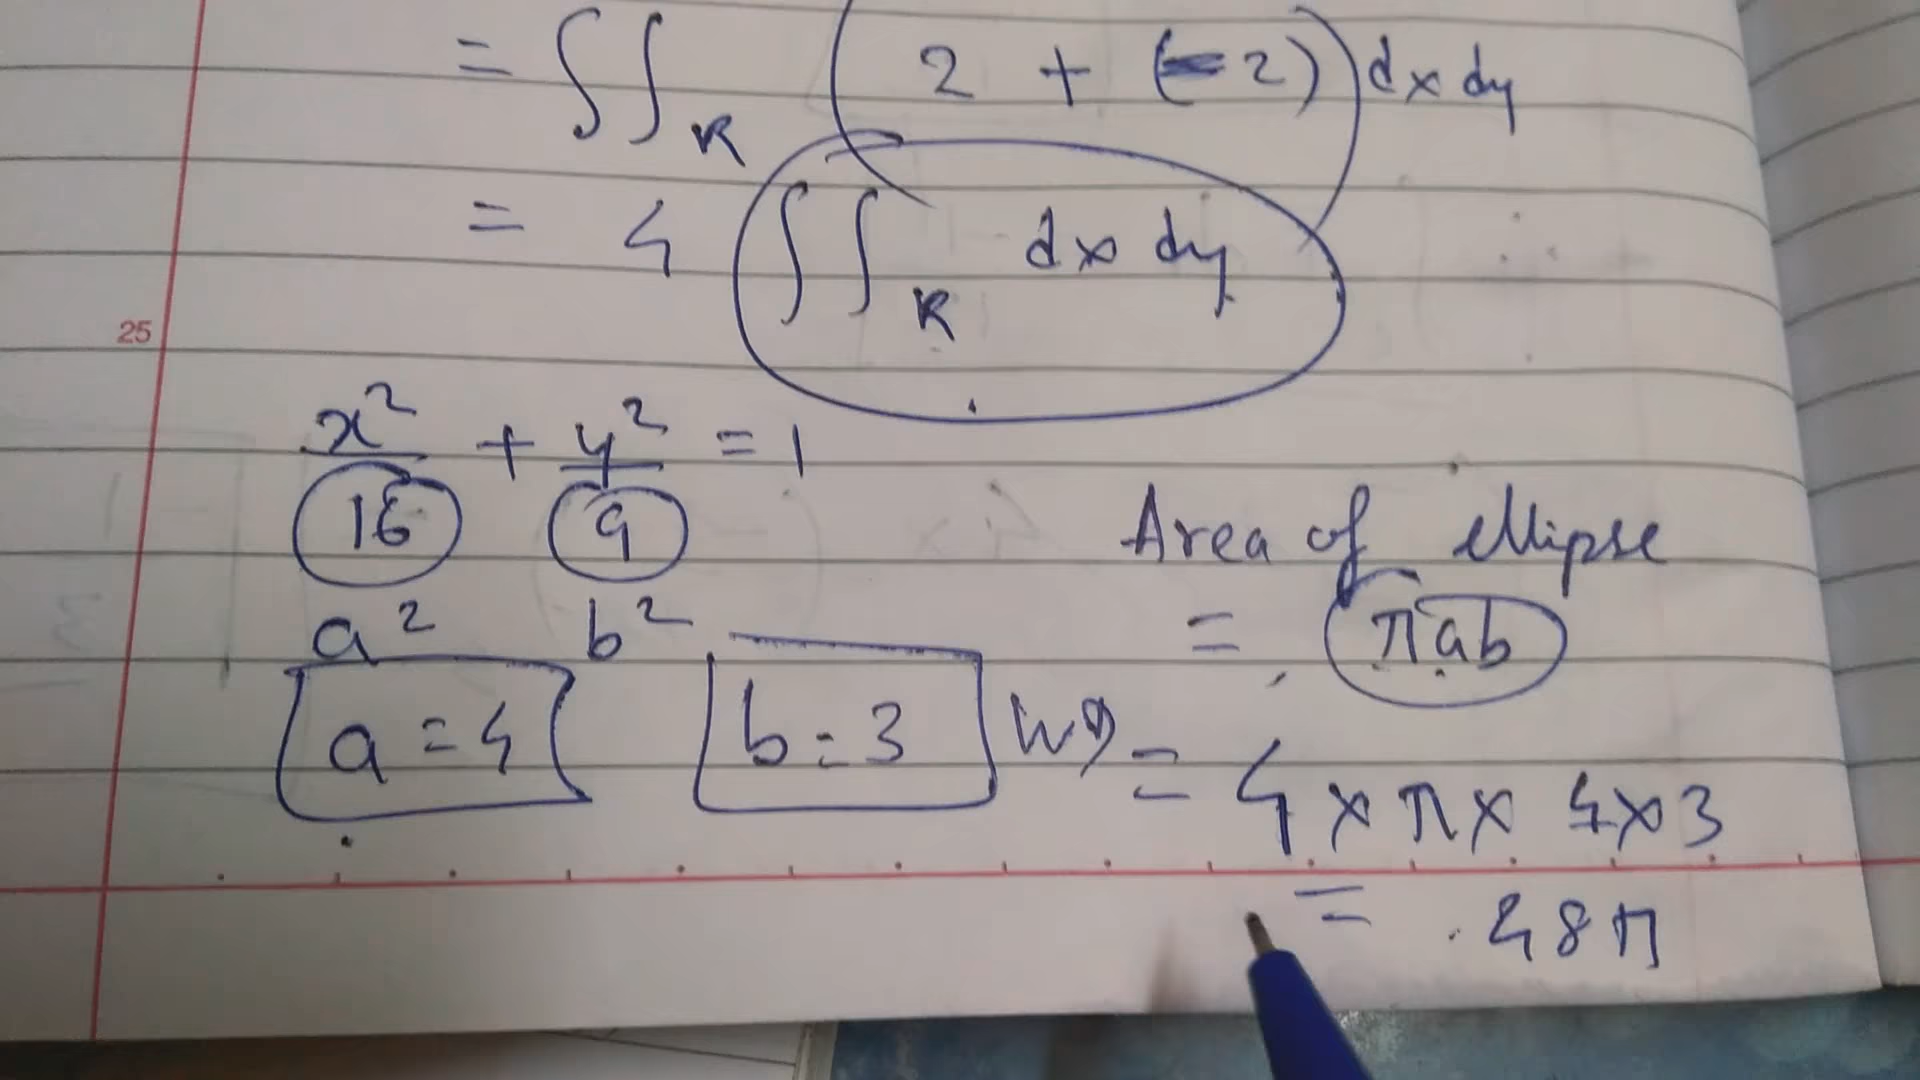 = ∫∫_R 2 + (- 2) dx dy
= 4 ∫∫_R dx dy
25
x²/16 + y²/9 = 1
Area of ellipse
a² b²
= πab
a = 4 b = 3
WD = 4 x π x 4 x 3
= 48π